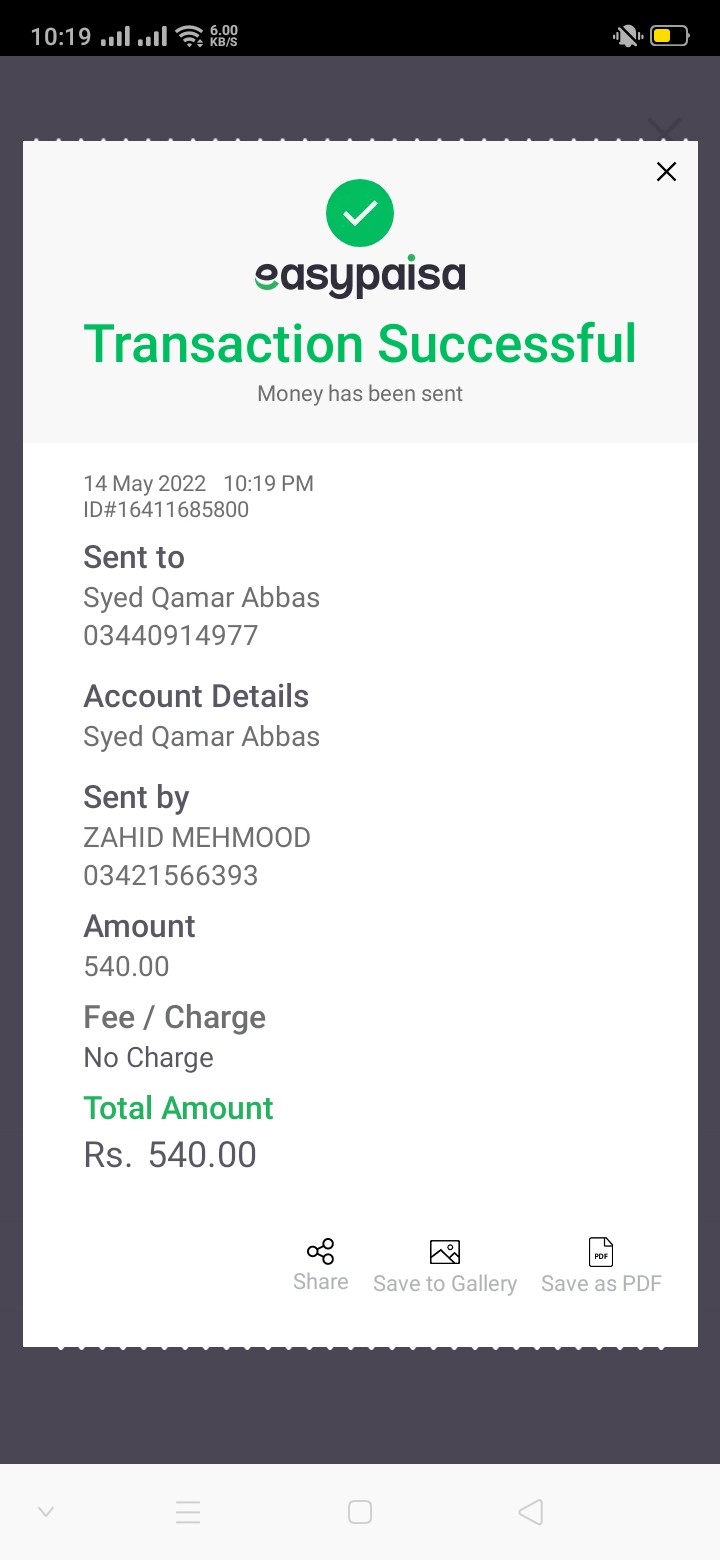 10:19 6.00 KB/S
easypaisa
Transaction Successful
Money has been sent
14 May 2022 10:19 PM
ID#16411685800
Sent to
Syed Qamar Abbas
03440914977
Account Details
Syed Qamar Abbas
Sent by
ZAHID MEHMOOD
03421566393
Amount
540.00
Fee / Charge
No Charge
Total Amount
Rs. 540.00
PDF
Share Save to Gallery Save as PDF